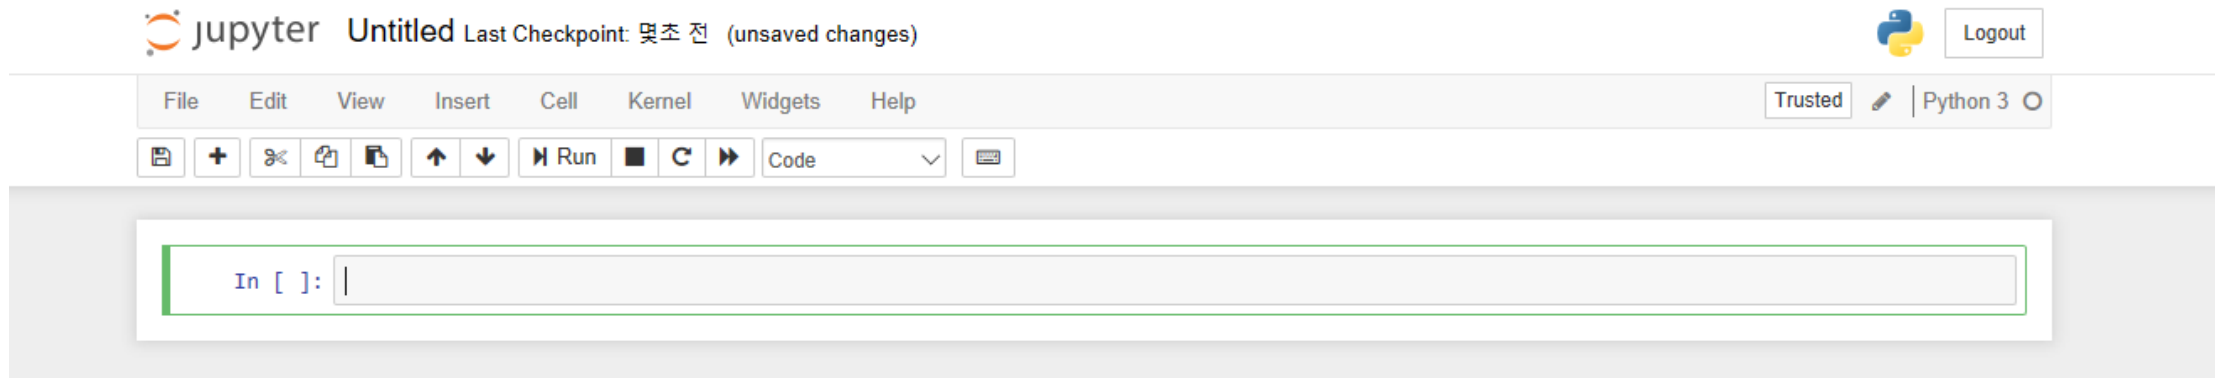 jupyter Untitled Last Checkpoint: 몇초 전 (unsaved changes) Logout
File Edit View Insert Cell Kernel Widgets Help Trusted Python 3
Run Code
In [ ]: